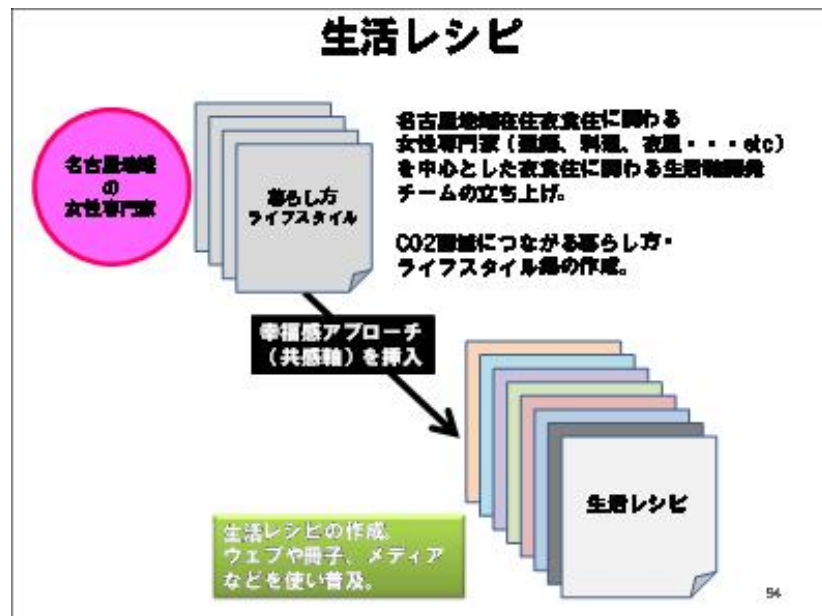 生活レシピ
名古屋地域
の
女性専門家
暮らし方
ライフスタイル
名古屋地域在住衣食住に関わる
女性専門家（建築、料理、衣服・・・etc）
を中心とした衣食住に関わる生活軸開発
チームの立ち上げ。
CO2削減につながる暮らし方・
ライフスタイル集の作成。
幸福感アプローチ
（共感軸）を挿入
生活レシピ
生活レシピの作成。
ウェブや冊子、メディア
などを使い普及。
94